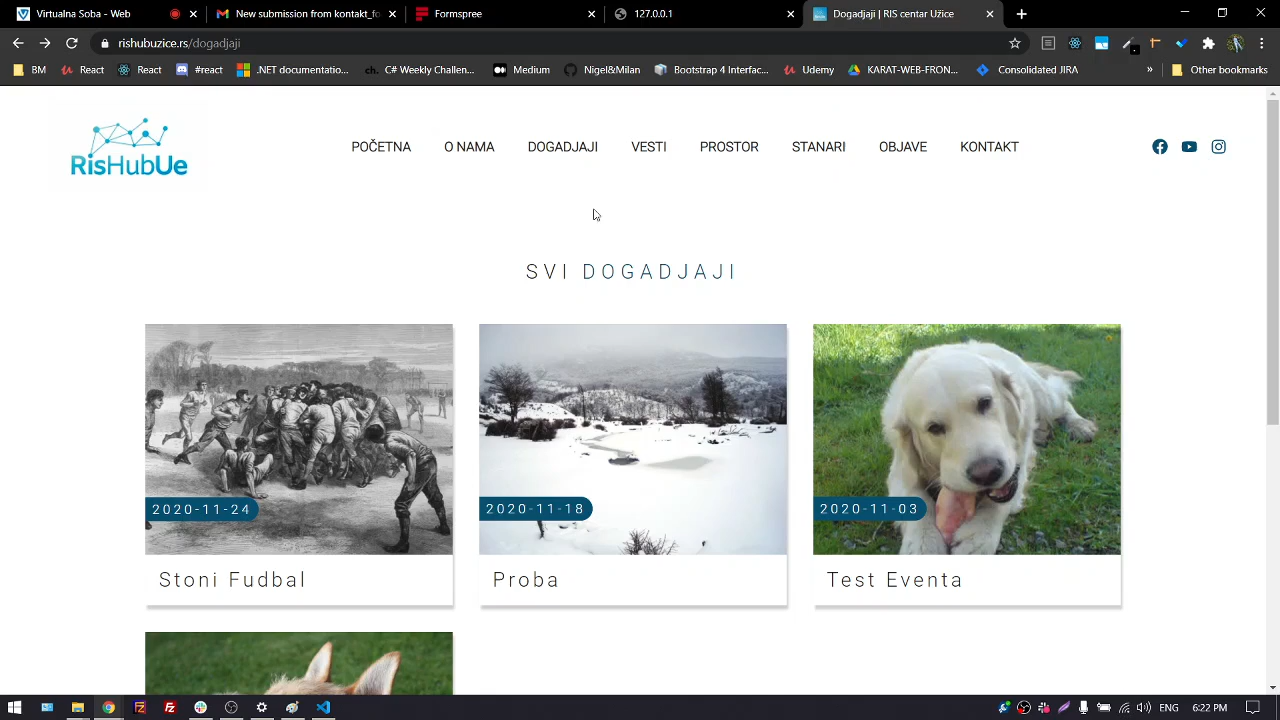 Virtualna Soba - Web
New submission from kontakt_fo
Formspree
127.0.0.1
Dogadjaji | RIS centar Užice
rishubuzice.rs/dogadjaji
BM
React
React
#react
.NET documentatio...
ch. C# Weekly Challen...
Medium
Nigel&Milan
Bootstrap 4 Interfac...
Udemy
KARAT-WEB-FRON...
Consolidated JIRA
»
Other bookmarks
RisHubUe
POČETNA
O NAMA
DOGADJAJI
VESTI
PROSTOR
STANARI
OBJAVE
KONTAKT
SVI DOGADJAJI
2020-11-24
Stoni Fudbal
2020-11-18
Proba
2020-11-03
Test Eventa
ENG
6:22 PM